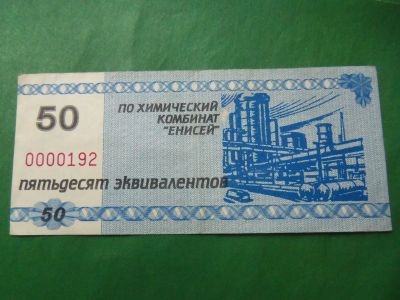 50
ПО ХИМИЧЕСКИЙ
КОМБИНАТ
"ЕНИСЕЙ"
0000192
пятьдесят эквивалентов
50